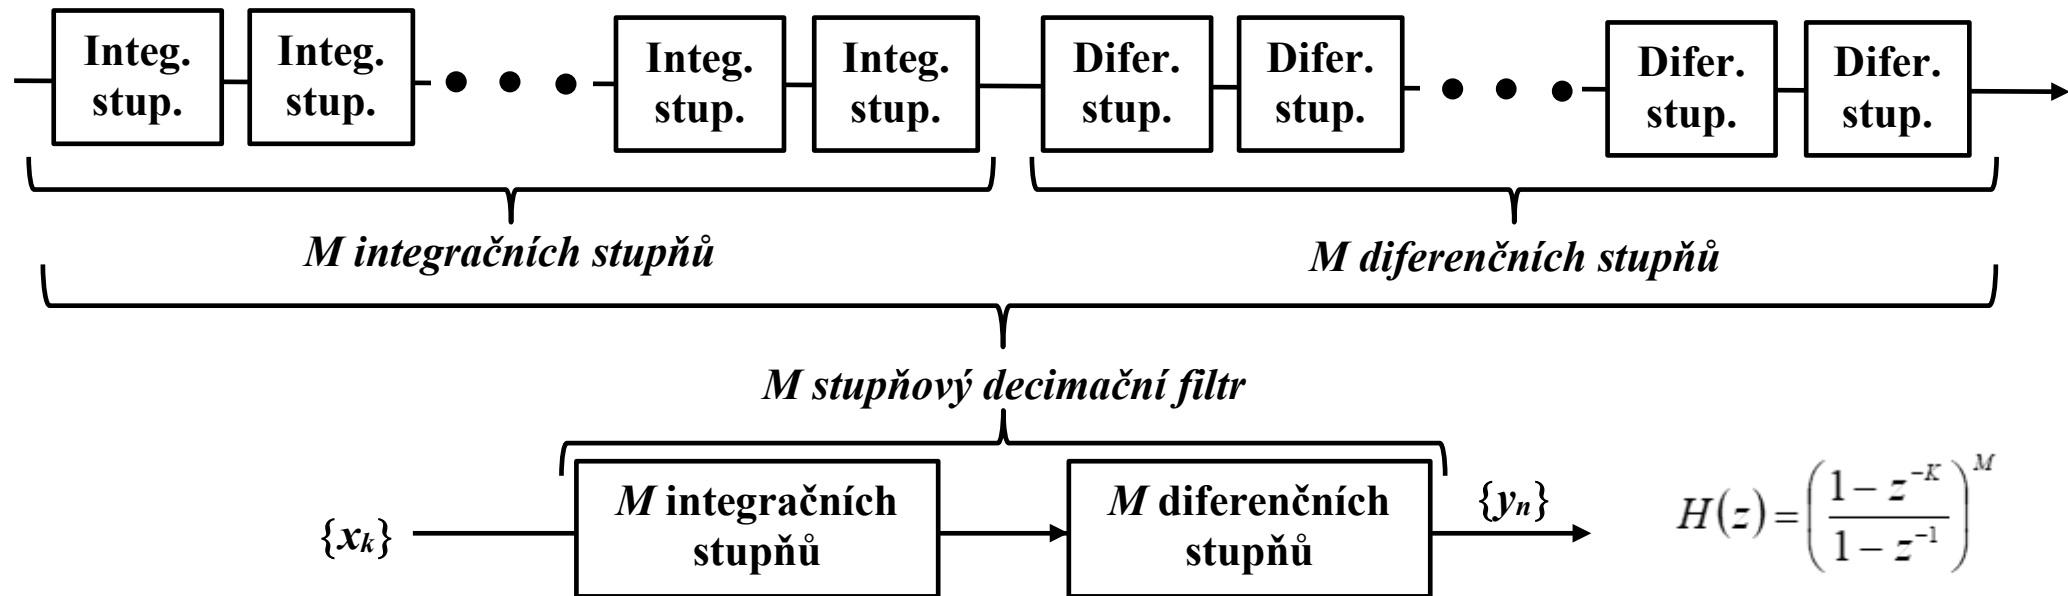 Integ. stup.
Integ. stup.
Integ. stup.
Integ. stup.
Difer. stup.
Difer. stup.
Difer. stup.
Difer. stup.
M integračních stupňů
M diferenčních stupňů
M stupňový decimační filtr
{xₖ}
M integračních
stupňů
M diferenčních
stupňů
{yₙ}
H(z) = ((1 - z⁻ᴷ) / (1 - z⁻¹))ᴹ